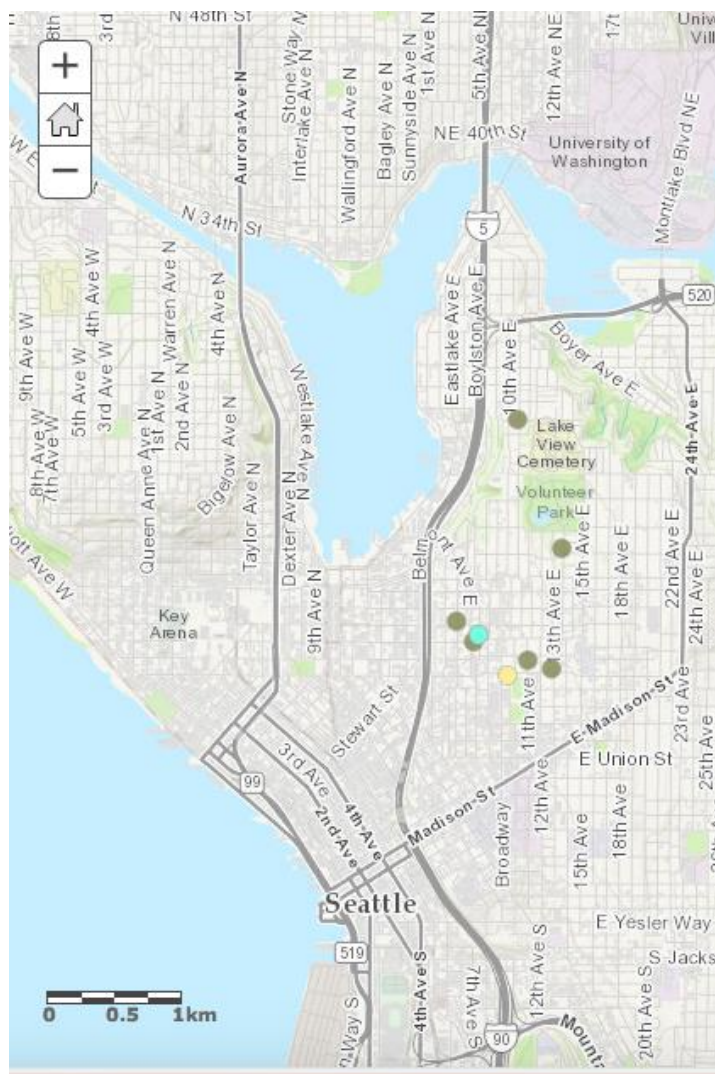 N 48th St
8th
3rd
Aurora Ave N
Stone Way N
Interlake Ave N
Wallingford Ave N
Bagley Ave N
Sunnyside Ave N
1st Ave N
5th Ave NE
12th Ave NE
+
−
NE 40th St
University of
Washington
Montlake Blvd NE
N 34th St
5
520
9th Ave W
8th Ave W
7th Ave W
5th Ave W
4th Ave W
3rd Ave W
Queen Anne Ave N
1st Ave N
2nd Ave N
Warren Ave N
4th Ave N
Bigelow Ave N
Taylor Ave N
Dexter Ave N
Westlake Ave N
9th Ave N
Eastlake Ave E
Boylston Ave E
10th Ave E
Boyer Ave E
24th Ave E
Lake
View
Cemetery
Volunteer
Park
15th Ave E
13th Ave E
18th Ave E
22nd Ave E
24th Ave E
Key
Arena
Stewart St
11th Ave
E Madison St
23rd Ave
E Union St
25th Ave
99
3rd Ave
2nd Ave
4th Ave
Madison St
Broadway
12th Ave
15th Ave
18th Ave
Seattle
E Yesler Way
519
4th Ave S
7th Ave S
12th Ave S
20th Ave S
90
0 0.5 1km